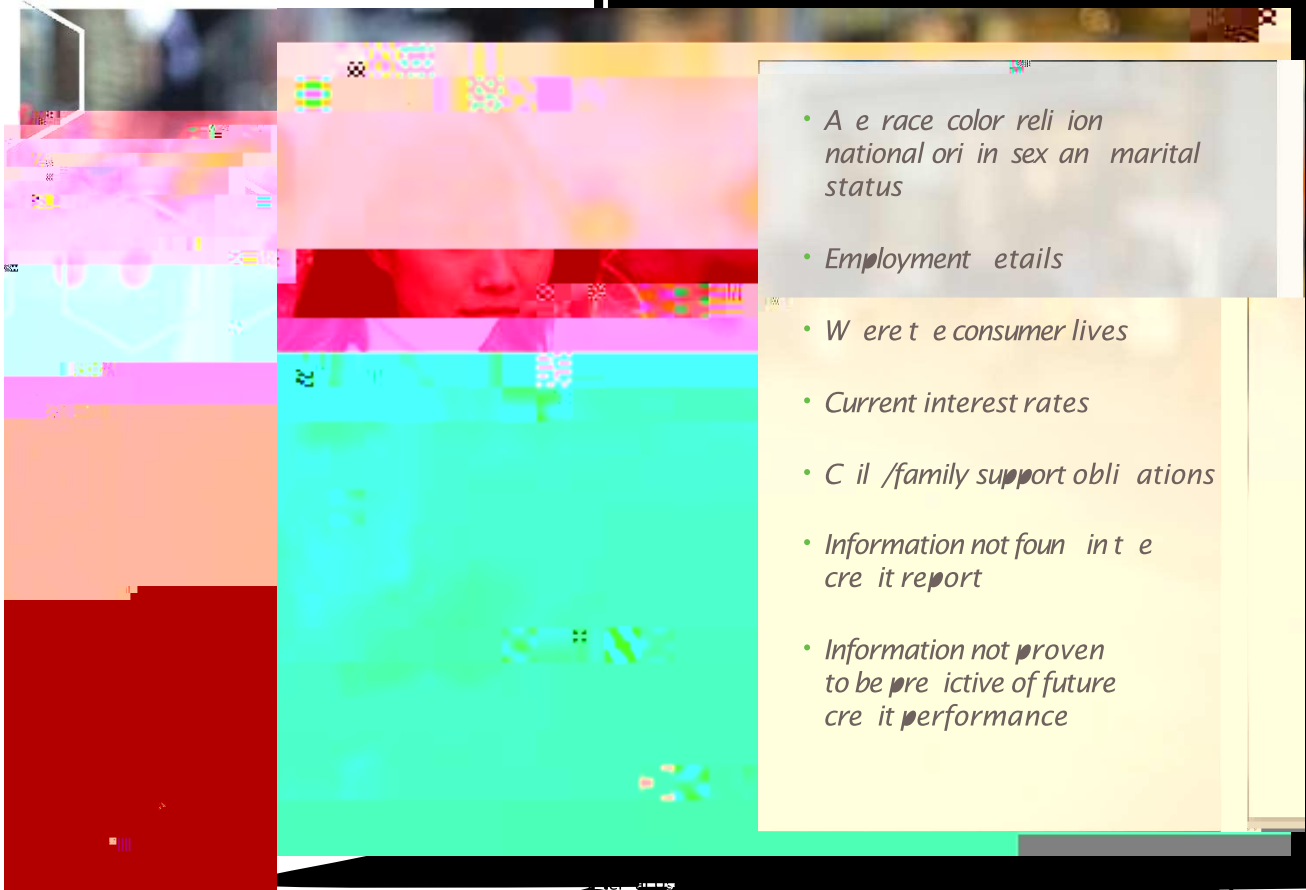 • A e race color reli ion
national ori in sex an marital
status
• Employment etails
• W ere t e consumer lives
• Current interest rates
• C il /family support obli ations
• Information not foun in t e
cre it report
• Information not proven
to be pre ictive of future
cre it performance